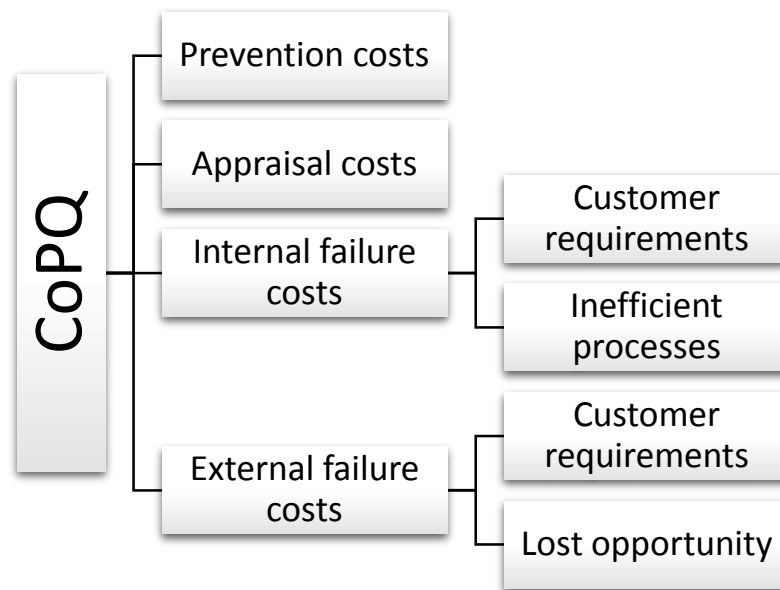 CoPQ
Prevention costs
Appraisal costs
Internal failure
costs
Customer
requirements
Inefficient
processes
External failure
costs
Customer
requirements
Lost opportunity